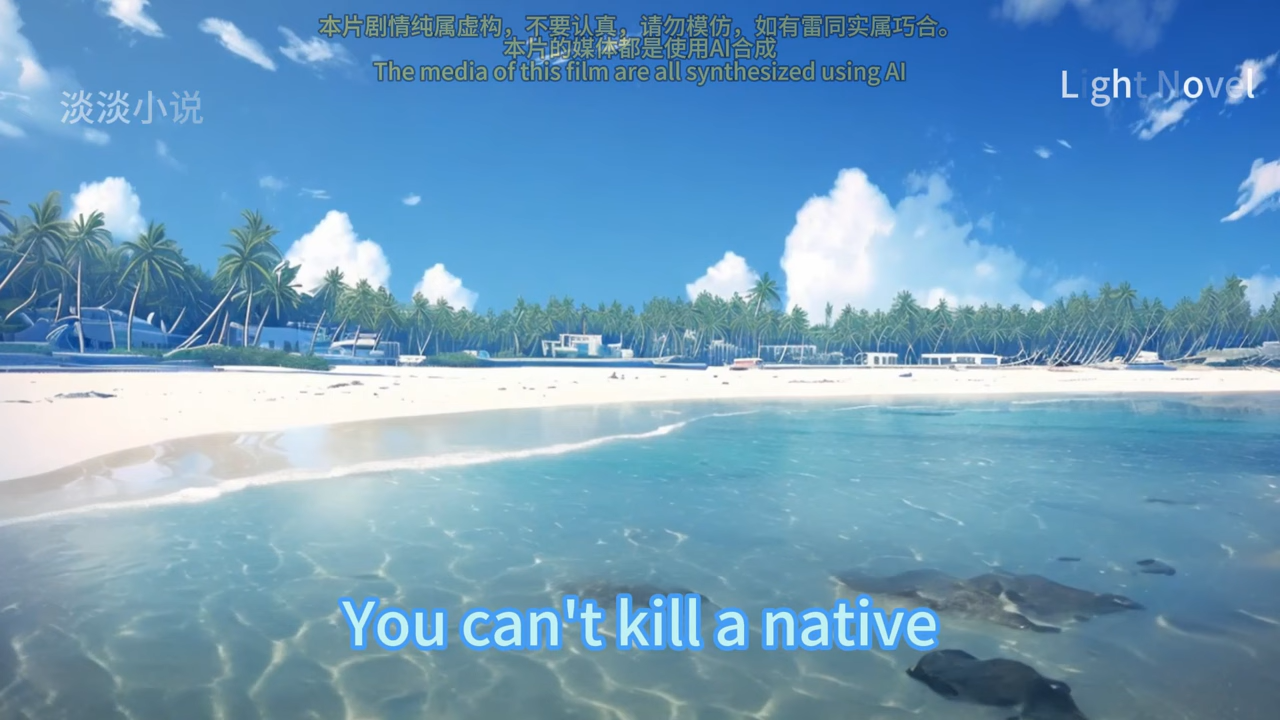 本片剧情纯属虚构，不要认真，请勿模仿，如有雷同实属巧合。
本片的媒体都是使用AI合成
The media of this film are all synthesized using AI
淡淡小说
Light Novel
You can't kill a native